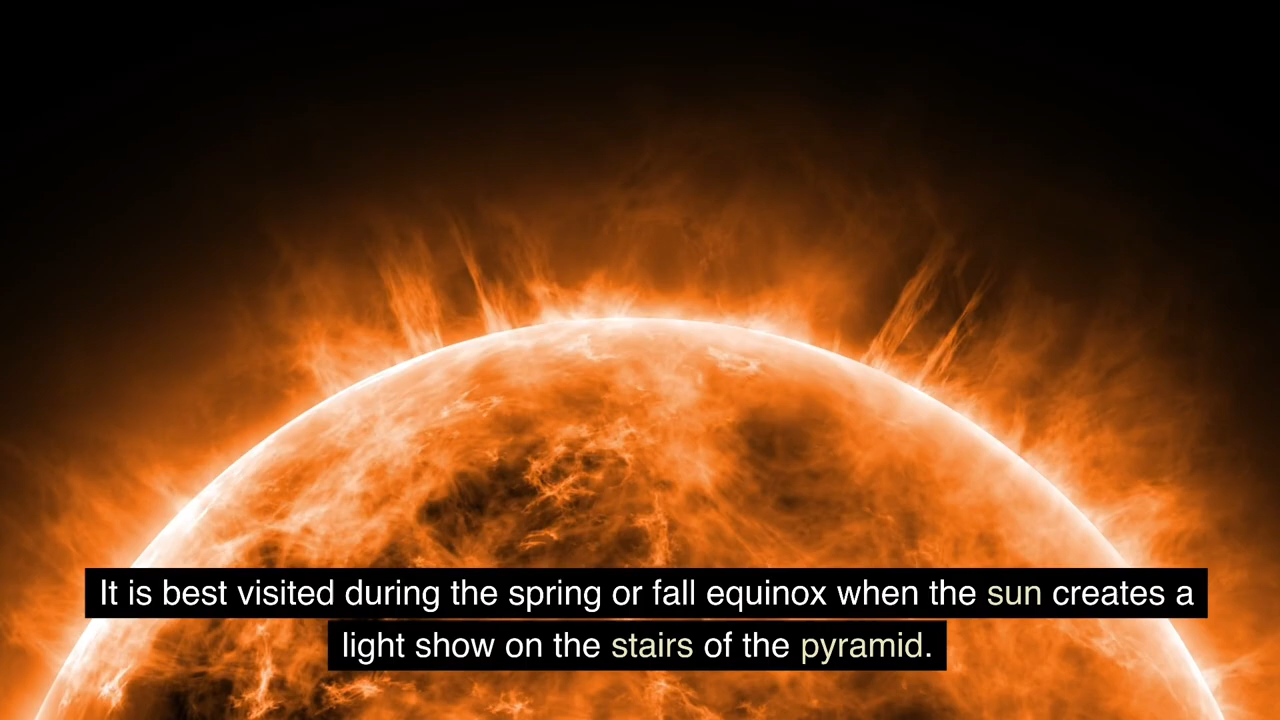 It is best visited during the spring or fall equinox when the sun creates a
light show on the stairs of the pyramid.